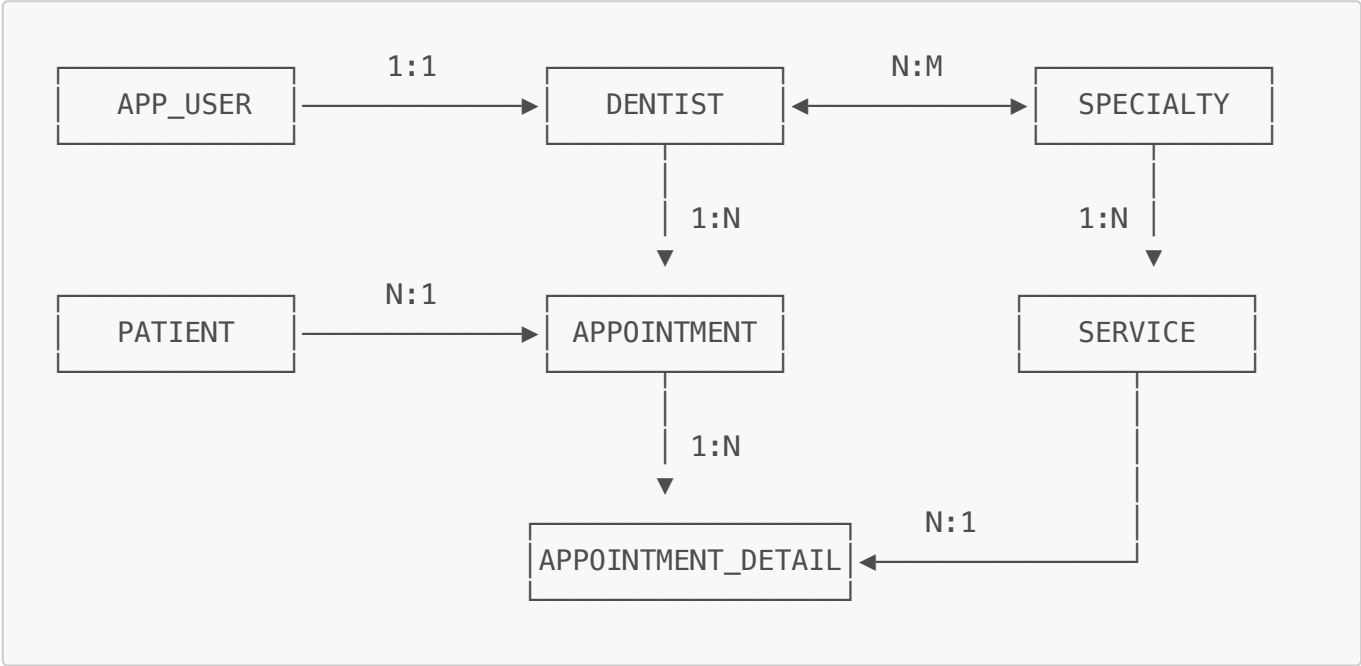 1:1 N:M
APP_USER DENTIST SPECIALTY
1:N 1:N
N:1
PATIENT APPOINTMENT SERVICE
1:N
N:1
APPOINTMENT_DETAIL